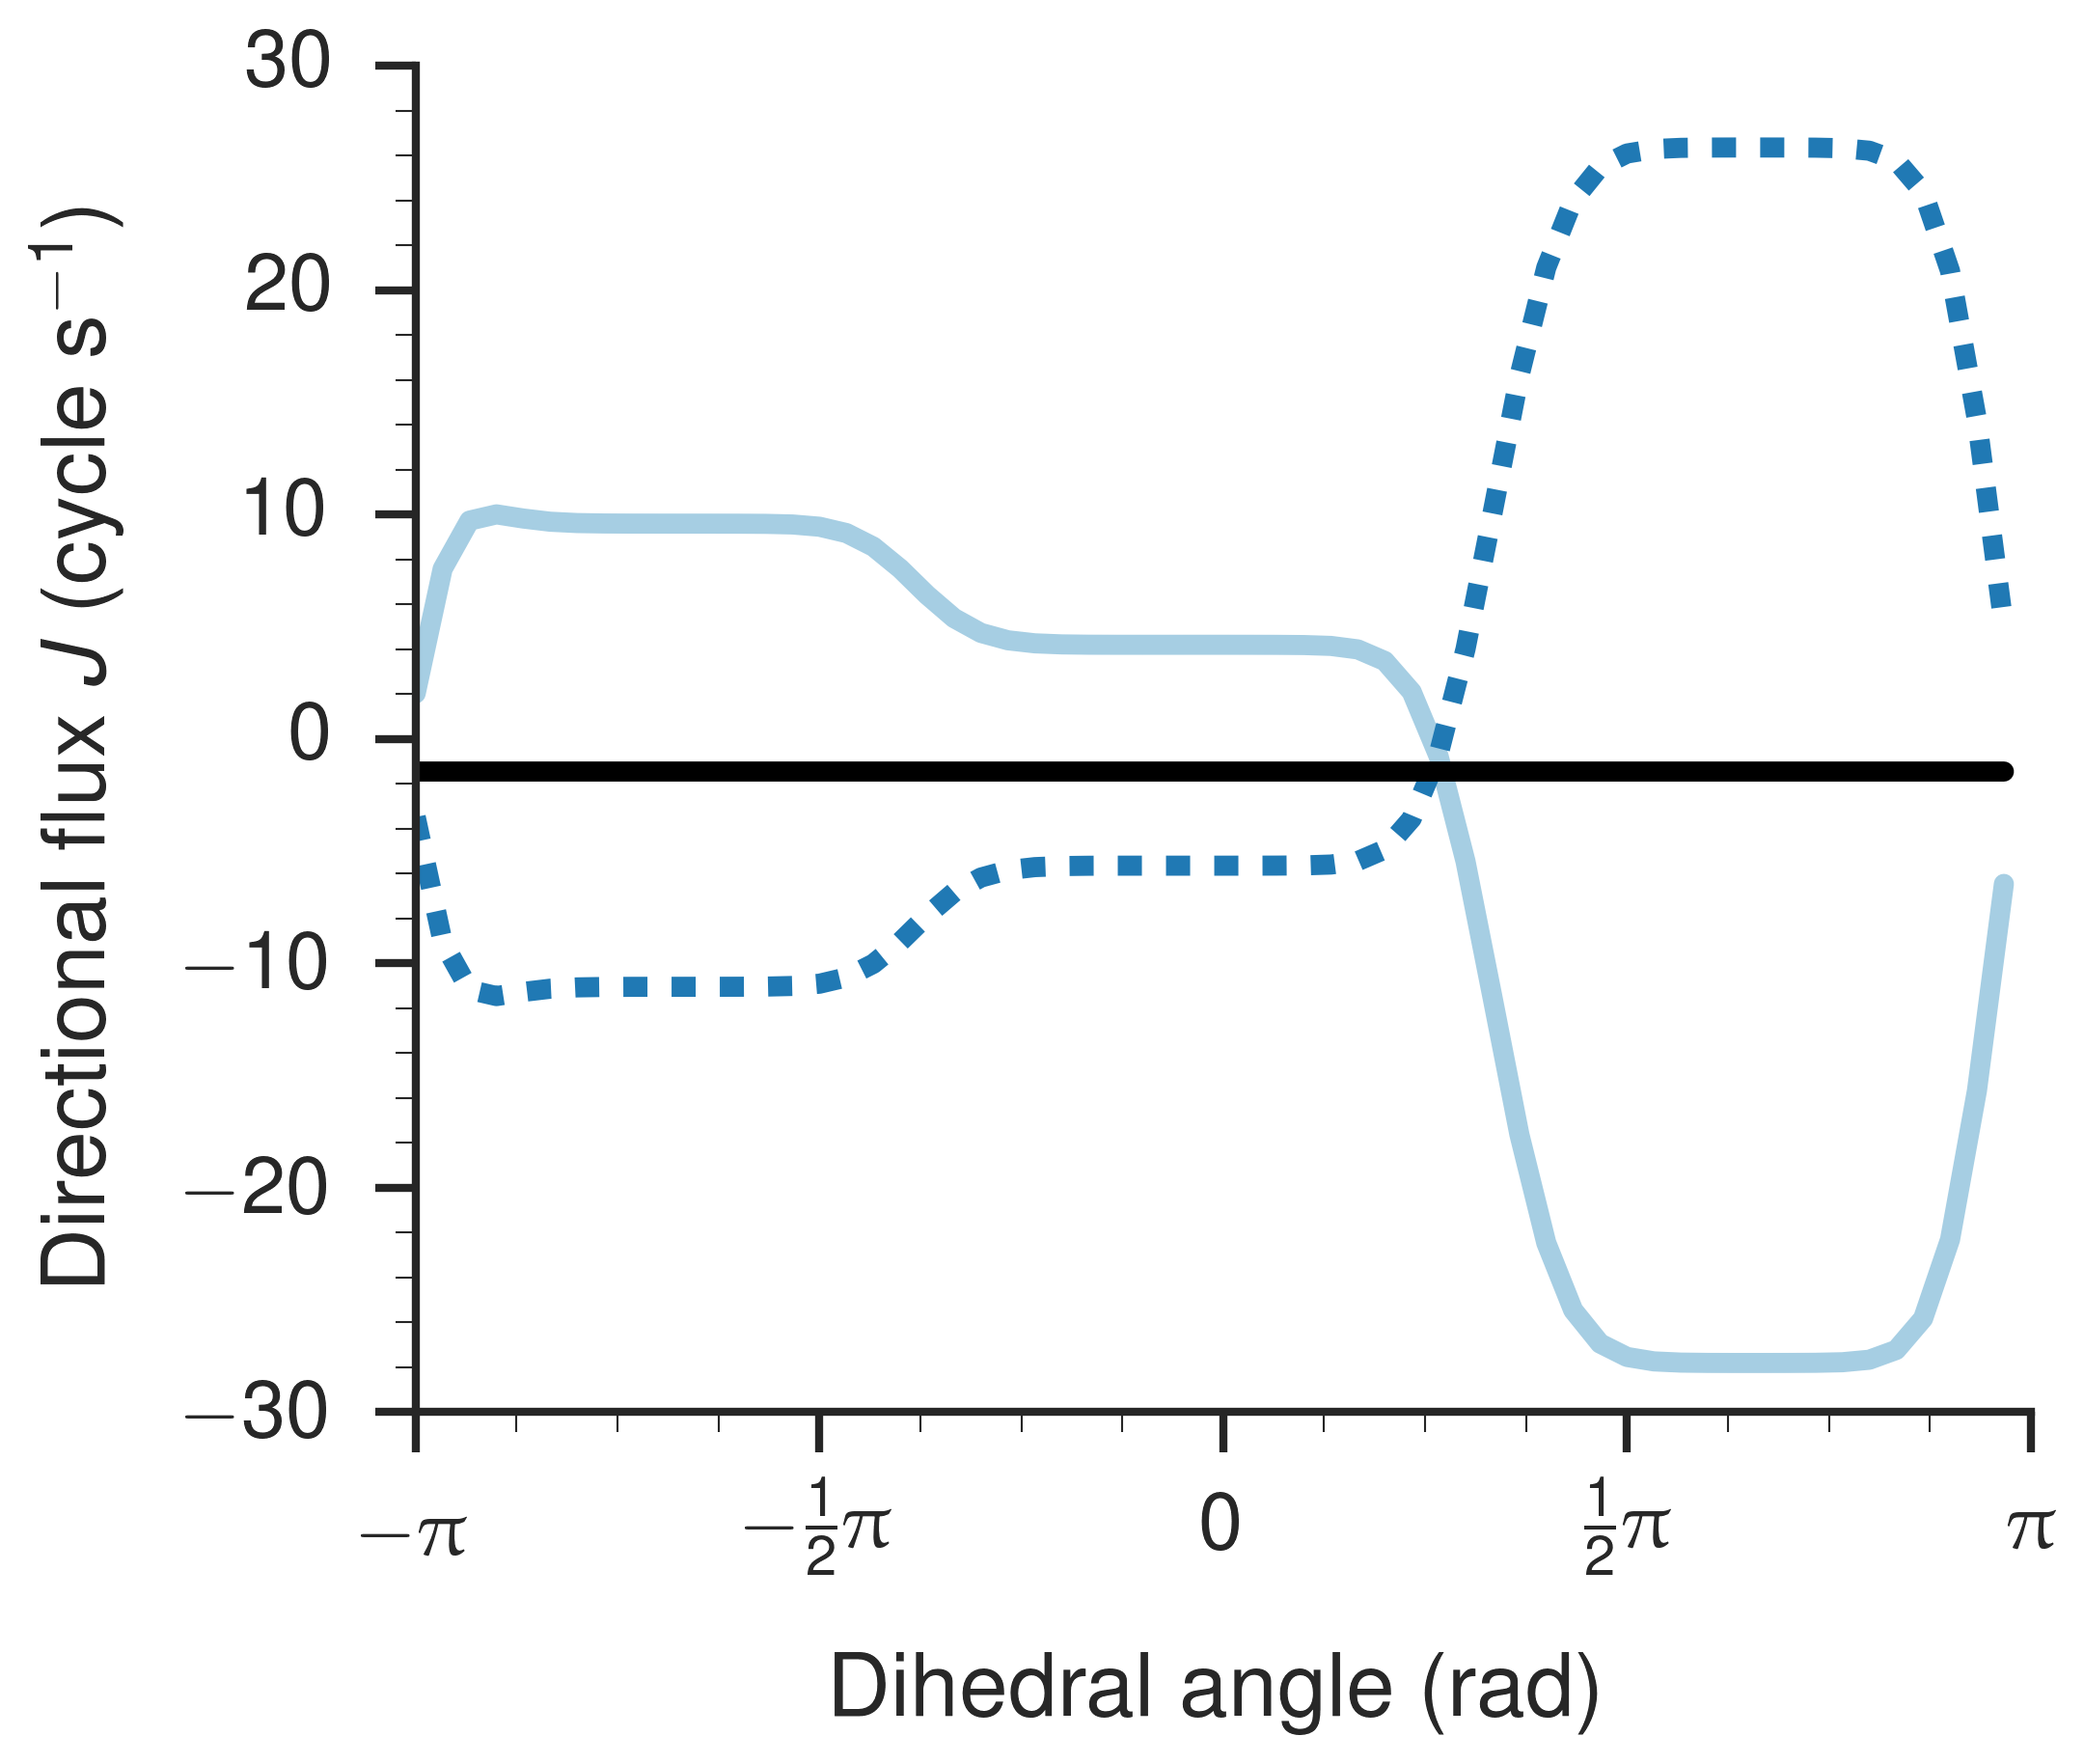 Directional flux J (cycle s⁻¹)
30
20
10
0
−10
−20
−30
−π
−1/2π
0
1/2π
π
Dihedral angle (rad)